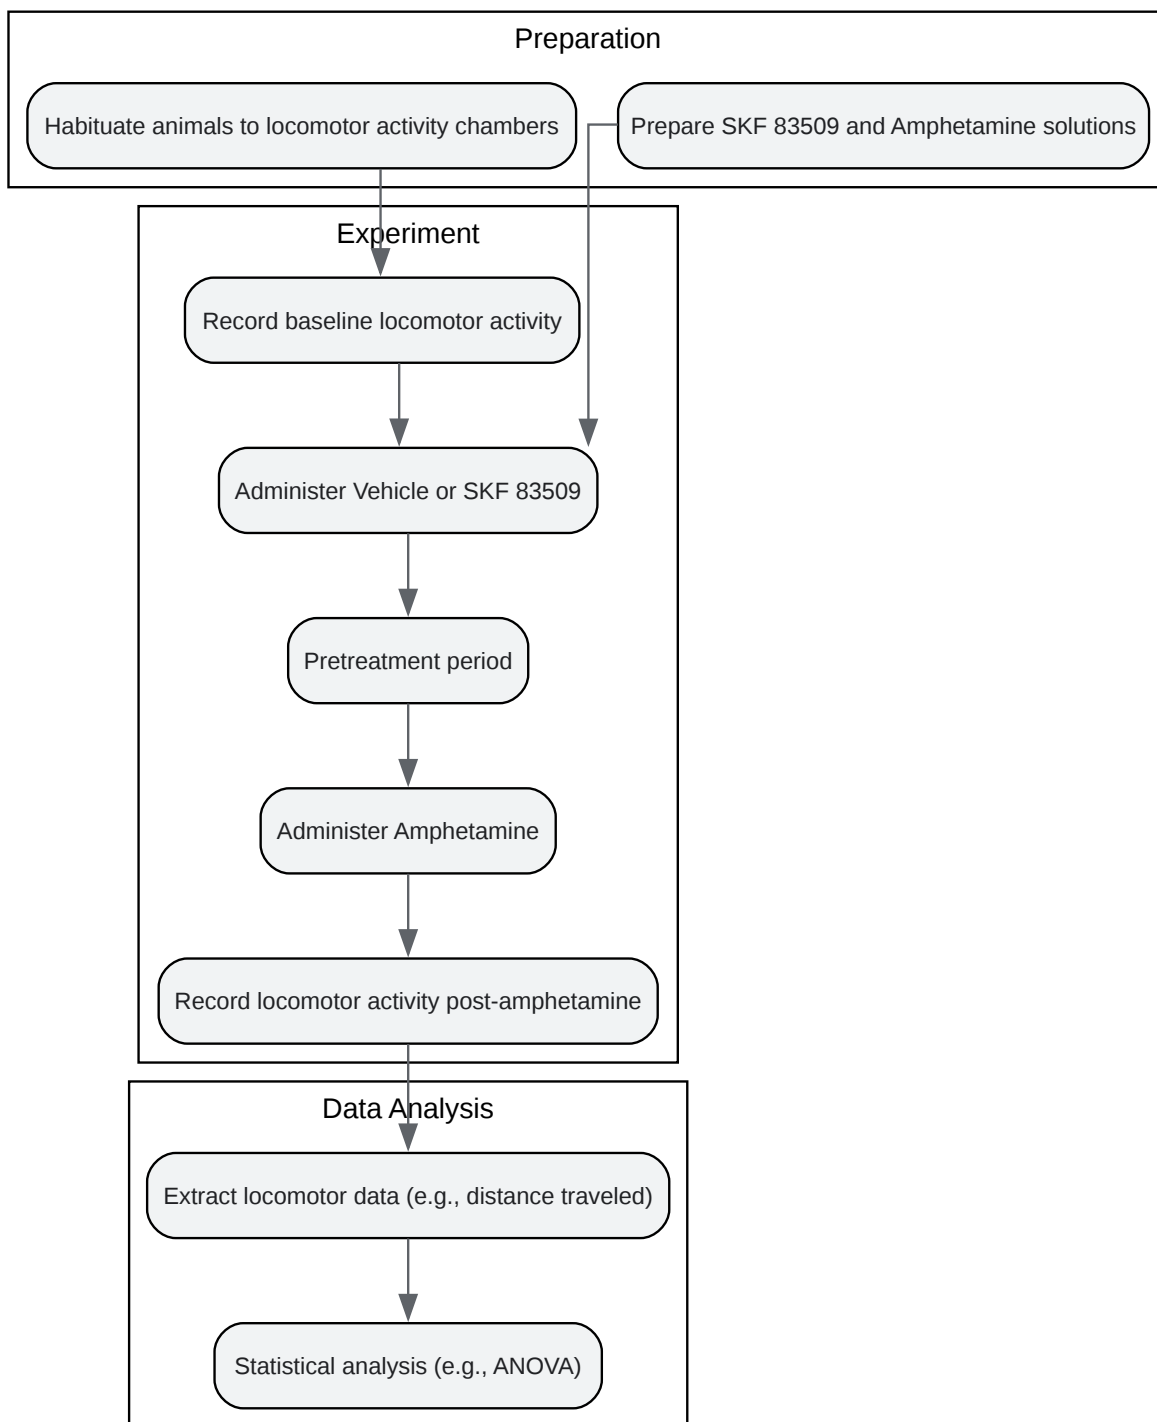 Preparation
Habituate animals to locomotor activity chambers
Prepare SKF 83509 and Amphetamine solutions
Experiment
Record baseline locomotor activity
Administer Vehicle or SKF 83509
Pretreatment period
Administer Amphetamine
Record locomotor activity post-amphetamine
Data Analysis
Extract locomotor data (e.g., distance traveled)
Statistical analysis (e.g., ANOVA)